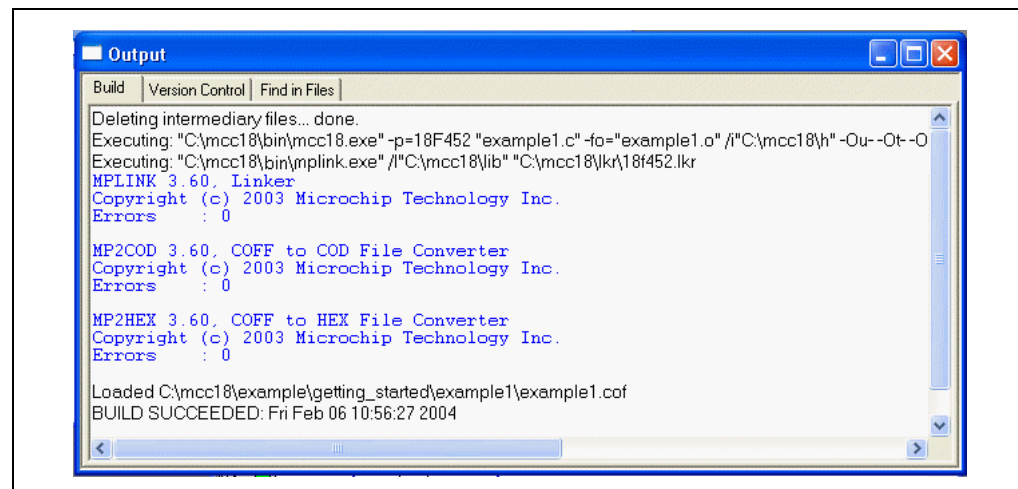 Output
Build Version Control Find in Files
Deleting intermediary files... done.
Executing: "C:\mcc18\bin\mcc18.exe" -p=18F452 "example1.c" -fo="example1.o" /i"C:\mcc18\h" -Ou- -Ot- -O
Executing: "C:\mcc18\bin\mplink.exe" /l"C:\mcc18\lib" "C:\mcc18\lkr\18f452.lkr
MPLINK 3.60, Linker
Copyright (c) 2003 Microchip Technology Inc.
Errors    : 0
MP2COD 3.60, COFF to COD File Converter
Copyright (c) 2003 Microchip Technology Inc.
Errors    : 0
MP2HEX 3.60, COFF to HEX File Converter
Copyright (c) 2003 Microchip Technology Inc.
Errors    : 0
Loaded C:\mcc18\example\getting_started\example1\example1.cof
BUILD SUCCEEDED: Fri Feb 06 10:56:27 2004